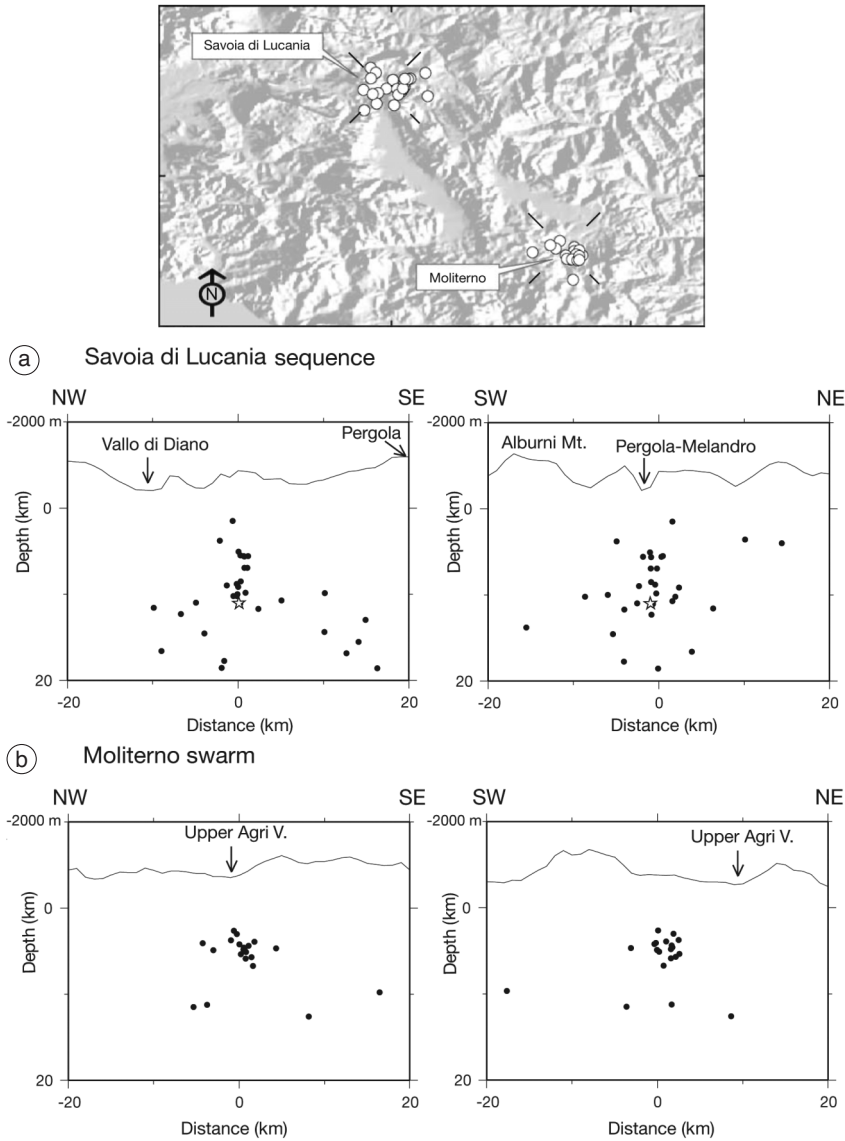 Savoia di Lucania
Moliterno
N
a Savoia di Lucania sequence
NW SE
-2000 m
Vallo di Diano
Pergola
0
20
Depth (km)
-20 0 20
Distance (km)
SW NE
-2000 m
Alburni Mt.
Pergola-Melandro
0
20
Depth (km)
-20 0 20
Distance (km)
b Moliterno swarm
NW SE
-2000 m
Upper Agri V.
0
20
Depth (km)
-20 0 20
Distance (km)
SW NE
-2000 m
Upper Agri V.
0
20
Depth (km)
-20 0 20
Distance (km)